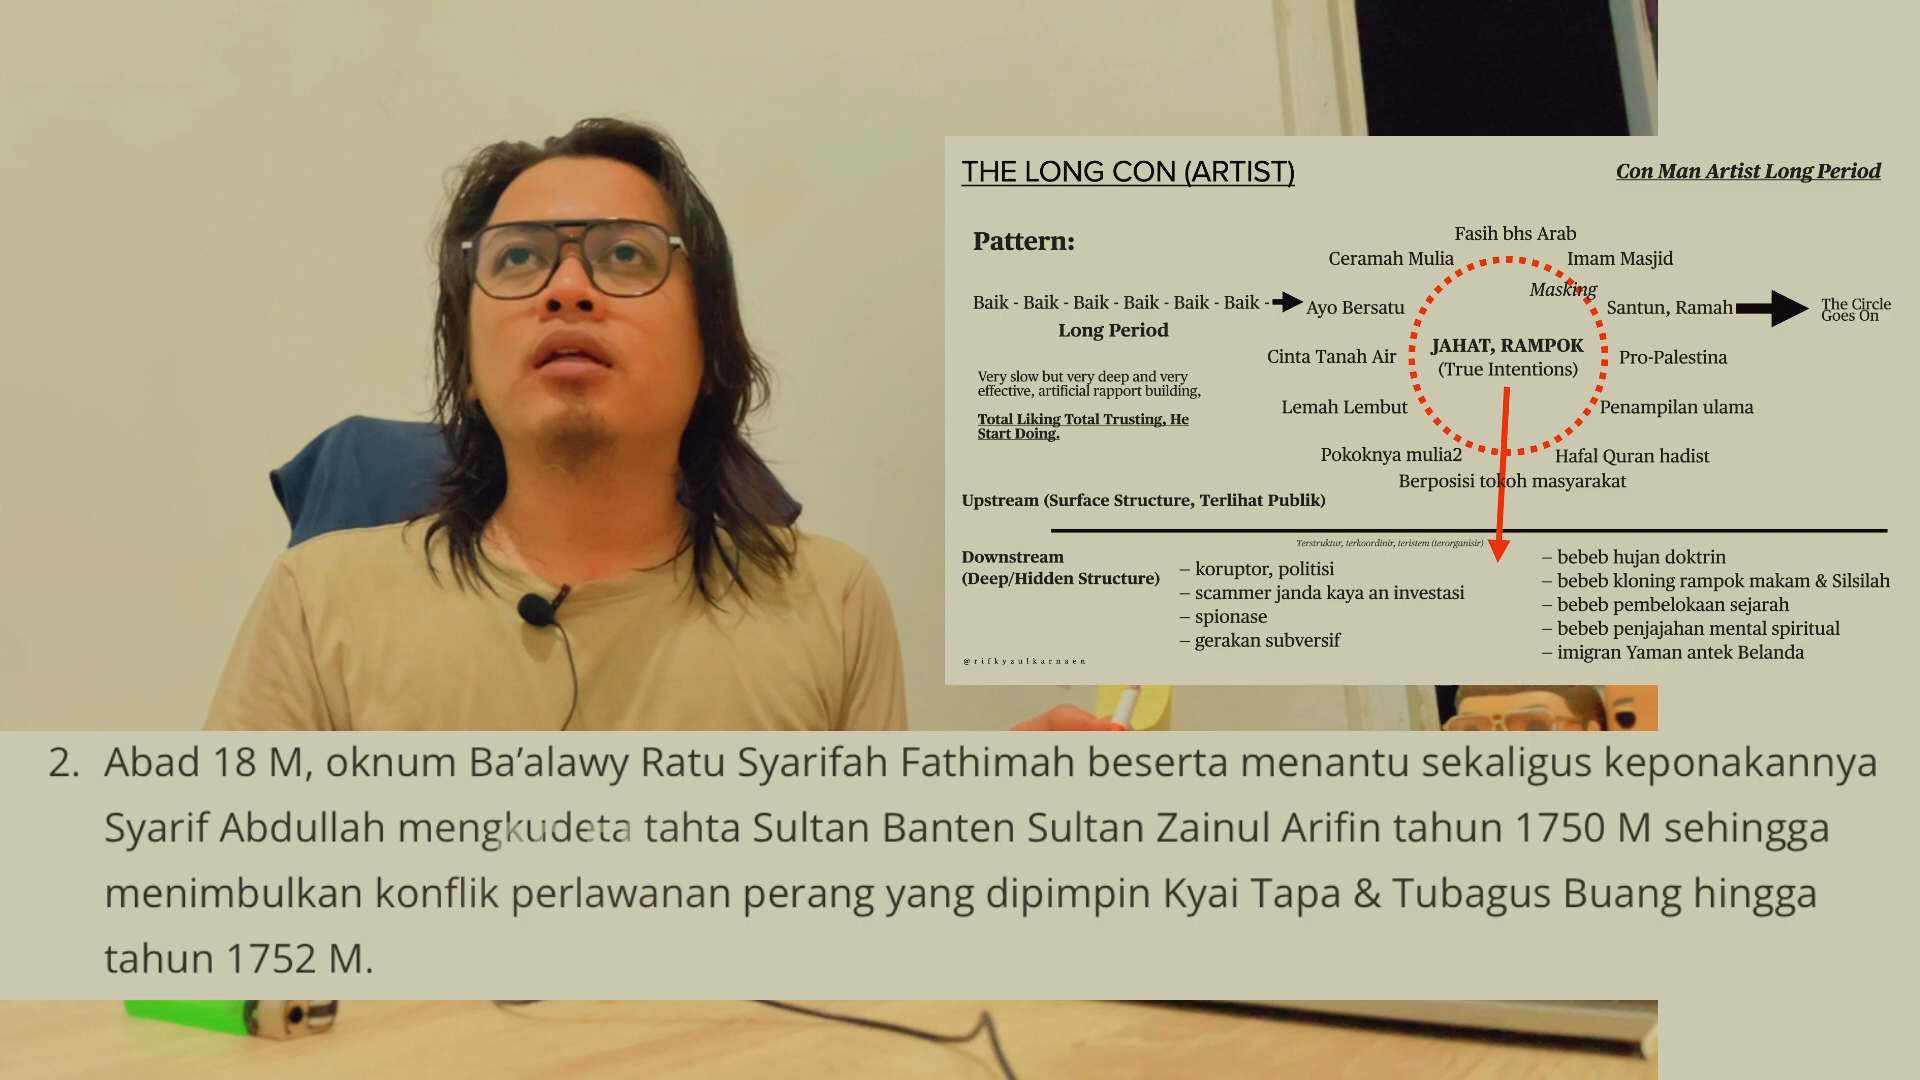 THE LONG CON (ARTIST)
Con Man Artist Long Period
Pattern:
Fasih bhs Arab
Ceramah Mulia
Imam Masjid
Masking
Baik - Baik - Baik - Baik - Baik - Baik -
Ayo Bersatu
Santun, Ramah
The Circle
Goes On
Long Period
JAHAT, RAMPOK
(True Intentions)
Cinta Tanah Air
Pro-Palestina
Very slow but very deep and very
effective, artificial rapport building,
Total Liking Total Trusting, He
Start Doing.
Lemah Lembut
Penampilan ulama
Pokoknya mulia2
Hafal Quran hadist
Berposisi tokoh masyarakat
Upstream (Surface Structure, Terlihat Publik)
Terstruktur, terkoordinir, teristem (terorganisir)
Downstream
(Deep/Hidden Structure)
– koruptor, politisi
– scammer janda kaya an investasi
– spionase
– gerakan subversif
– bebeb hujan doktrin
– bebeb kloning rampok makam & Silsilah
– bebeb pembelokaan sejarah
– bebeb penjajahan mental spiritual
– imigran Yaman antek Belanda
@rifkyzulkarnaen
2. Abad 18 M, oknum Ba’alawy Ratu Syarifah Fathimah beserta menantu sekaligus keponakannya
Syarif Abdullah mengkudeta tahta Sultan Banten Sultan Zainul Arifin tahun 1750 M sehingga
menimbulkan konflik perlawanan perang yang dipimpin Kyai Tapa & Tubagus Buang hingga
tahun 1752 M.